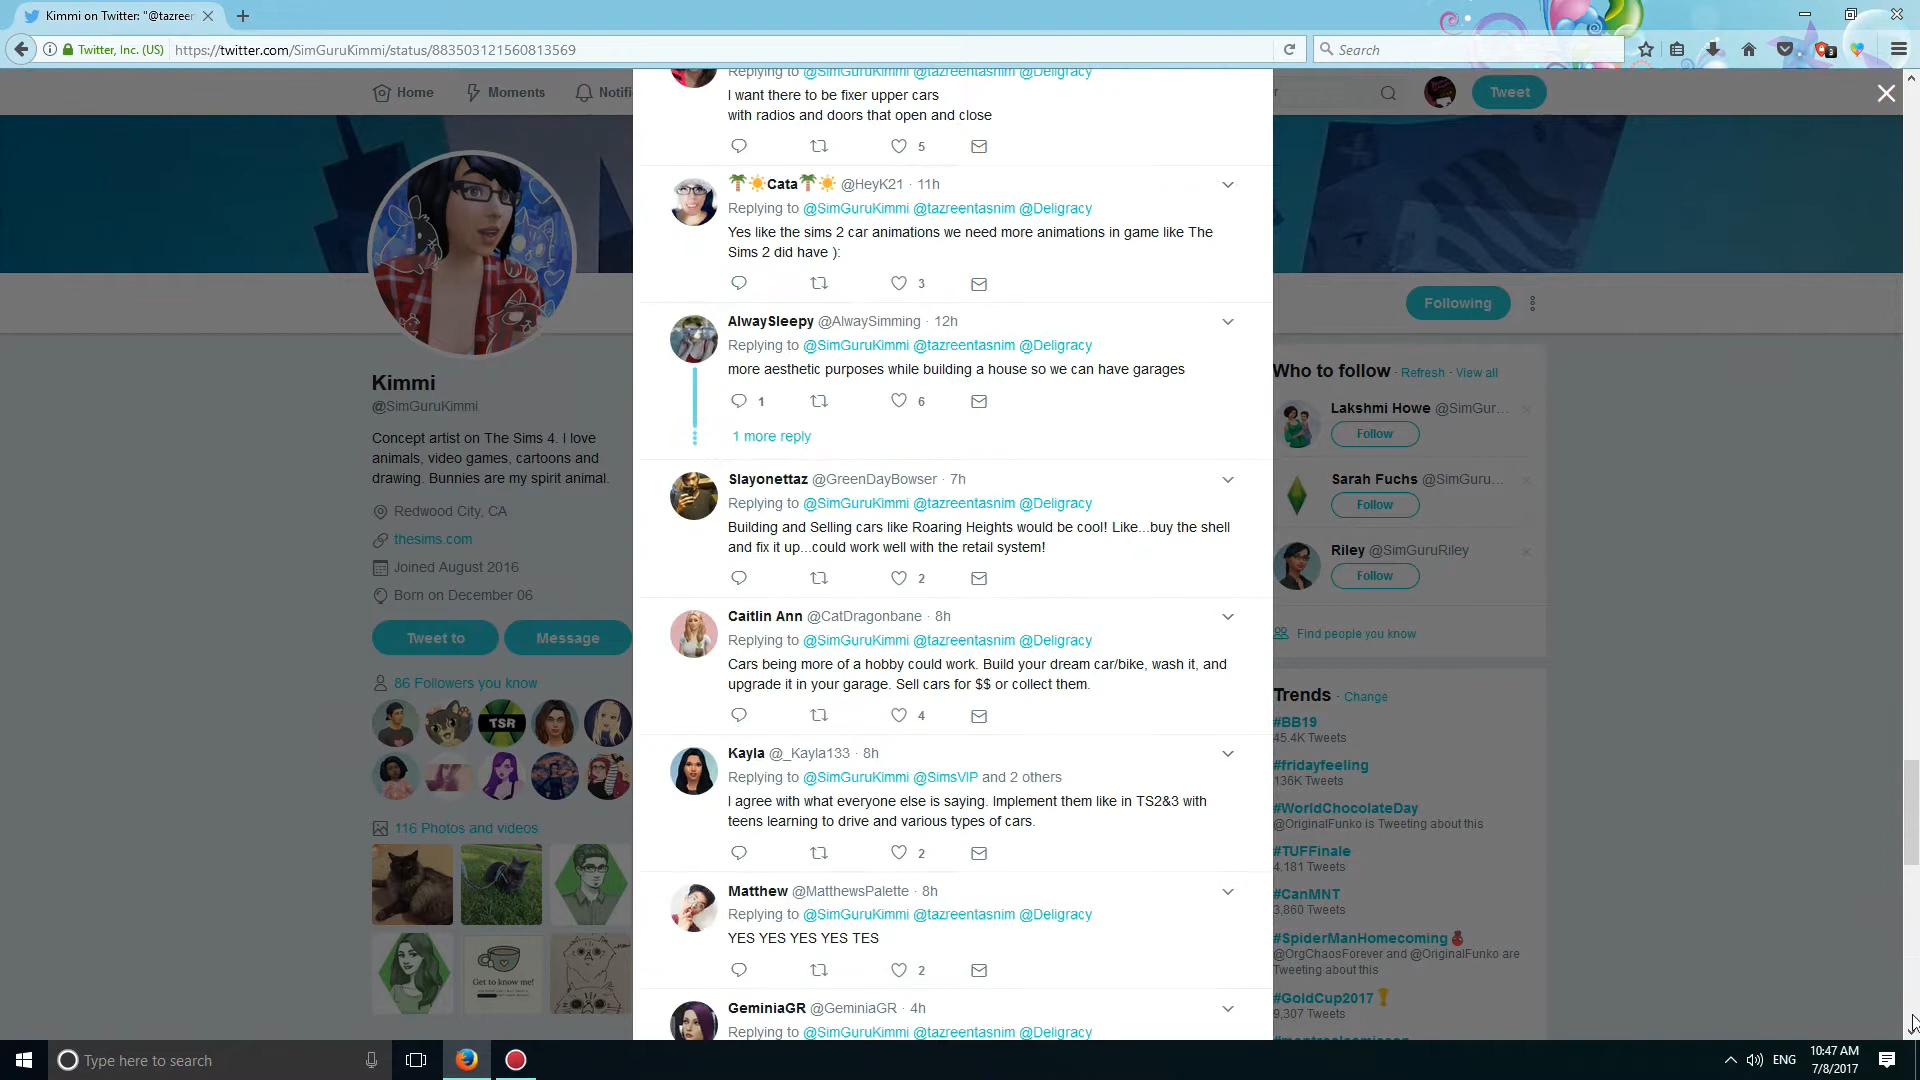 Kimmi on Twitter: "@tazreer
Twitter, Inc. (US)
https://twitter.com/SimGuruKimmi/status/883503121560813569
Search
3
Home
Moments
Notifi
Tweet
Replying to @SimGuruKimmi @tazreentasnim @Deligracy
I want there to be fixer upper cars
with radios and doors that open and close
5
🌴☀️Cata🌴☀️ @HeyK21 · 11h
Replying to @SimGuruKimmi @tazreentasnim @Deligracy
Yes like the sims 2 car animations we need more animations in game like The
Sims 2 did have ):
3
AlwaySleepy @AlwaySimming · 12h
Replying to @SimGuruKimmi @tazreentasnim @Deligracy
more aesthetic purposes while building a house so we can have garages
1
6
1 more reply
Slayonettaz @GreenDayBowser · 7h
Replying to @SimGuruKimmi @tazreentasnim @Deligracy
Building and Selling cars like Roaring Heights would be cool! Like...buy the shell
and fix it up...could work well with the retail system!
2
Caitlin Ann @CatDragonbane · 8h
Replying to @SimGuruKimmi @tazreentasnim @Deligracy
Cars being more of a hobby could work. Build your dream car/bike, wash it, and
upgrade it in your garage. Sell cars for $$ or collect them.
4
Kayla @_Kayla133 · 8h
Replying to @SimGuruKimmi @SimsVIP and 2 others
I agree with what everyone else is saying. Implement them like in TS2&3 with
teens learning to drive and various types of cars.
2
Matthew @MatthewsPalette · 8h
Replying to @SimGuruKimmi @tazreentasnim @Deligracy
YES YES YES YES TES
2
GeminiaGR @GeminiaGR · 4h
Replying to @SimGuruKimmi @tazreentasnim @Deligracy
Kimmi
@SimGuruKimmi
Concept artist on The Sims 4. I love
animals, video games, cartoons and
drawing. Bunnies are my spirit animal.
Redwood City, CA
thesims.com
Joined August 2016
Born on December 06
Tweet to
Message
86 Followers you know
TSR
116 Photos and videos
Get to know me!
Following
Who to follow · Refresh · View all
Lakshmi Howe @SimGur...
Follow
Sarah Fuchs @SimGuru...
Follow
Riley @SimGuruRiley
Follow
Find people you know
Trends · Change
#BB19
45.4K Tweets
#fridayfeeling
136K Tweets
#WorldChocolateDay
@OriginalFunko is Tweeting about this
#TUFFinale
4,181 Tweets
#CanMNT
3,860 Tweets
#SpiderManHomecoming
@OrgChaosForever and @OriginalFunko are
Tweeting about this
#GoldCup2017🏆
9,307 Tweets
Type here to search
ENG
10:47 AM
7/8/2017